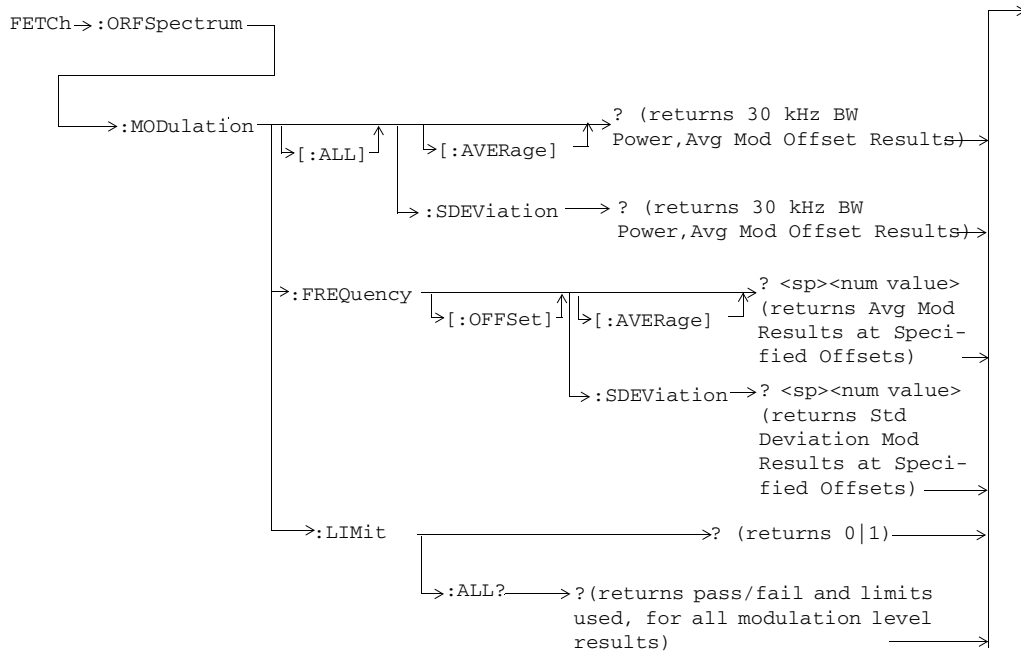 FETCh :ORFSpectrum
:MODulation
[:ALL]
[:AVERage]
? (returns 30 kHz BW
Power,Avg Mod Offset Results)
:SDEViation
? (returns 30 kHz BW
Power,Avg Mod Offset Results)
:FREQuency
[:OFFSet]
[:AVERage]
? <sp><num value>
(returns Avg Mod
Results at Speci-
fied Offsets)
:SDEViation
? <sp><num value>
(returns Std
Deviation Mod
Results at Speci-
fied Offsets)
:LIMit
? (returns 0|1)
:ALL?
?(returns pass/fail and limits
used, for all modulation level
results)